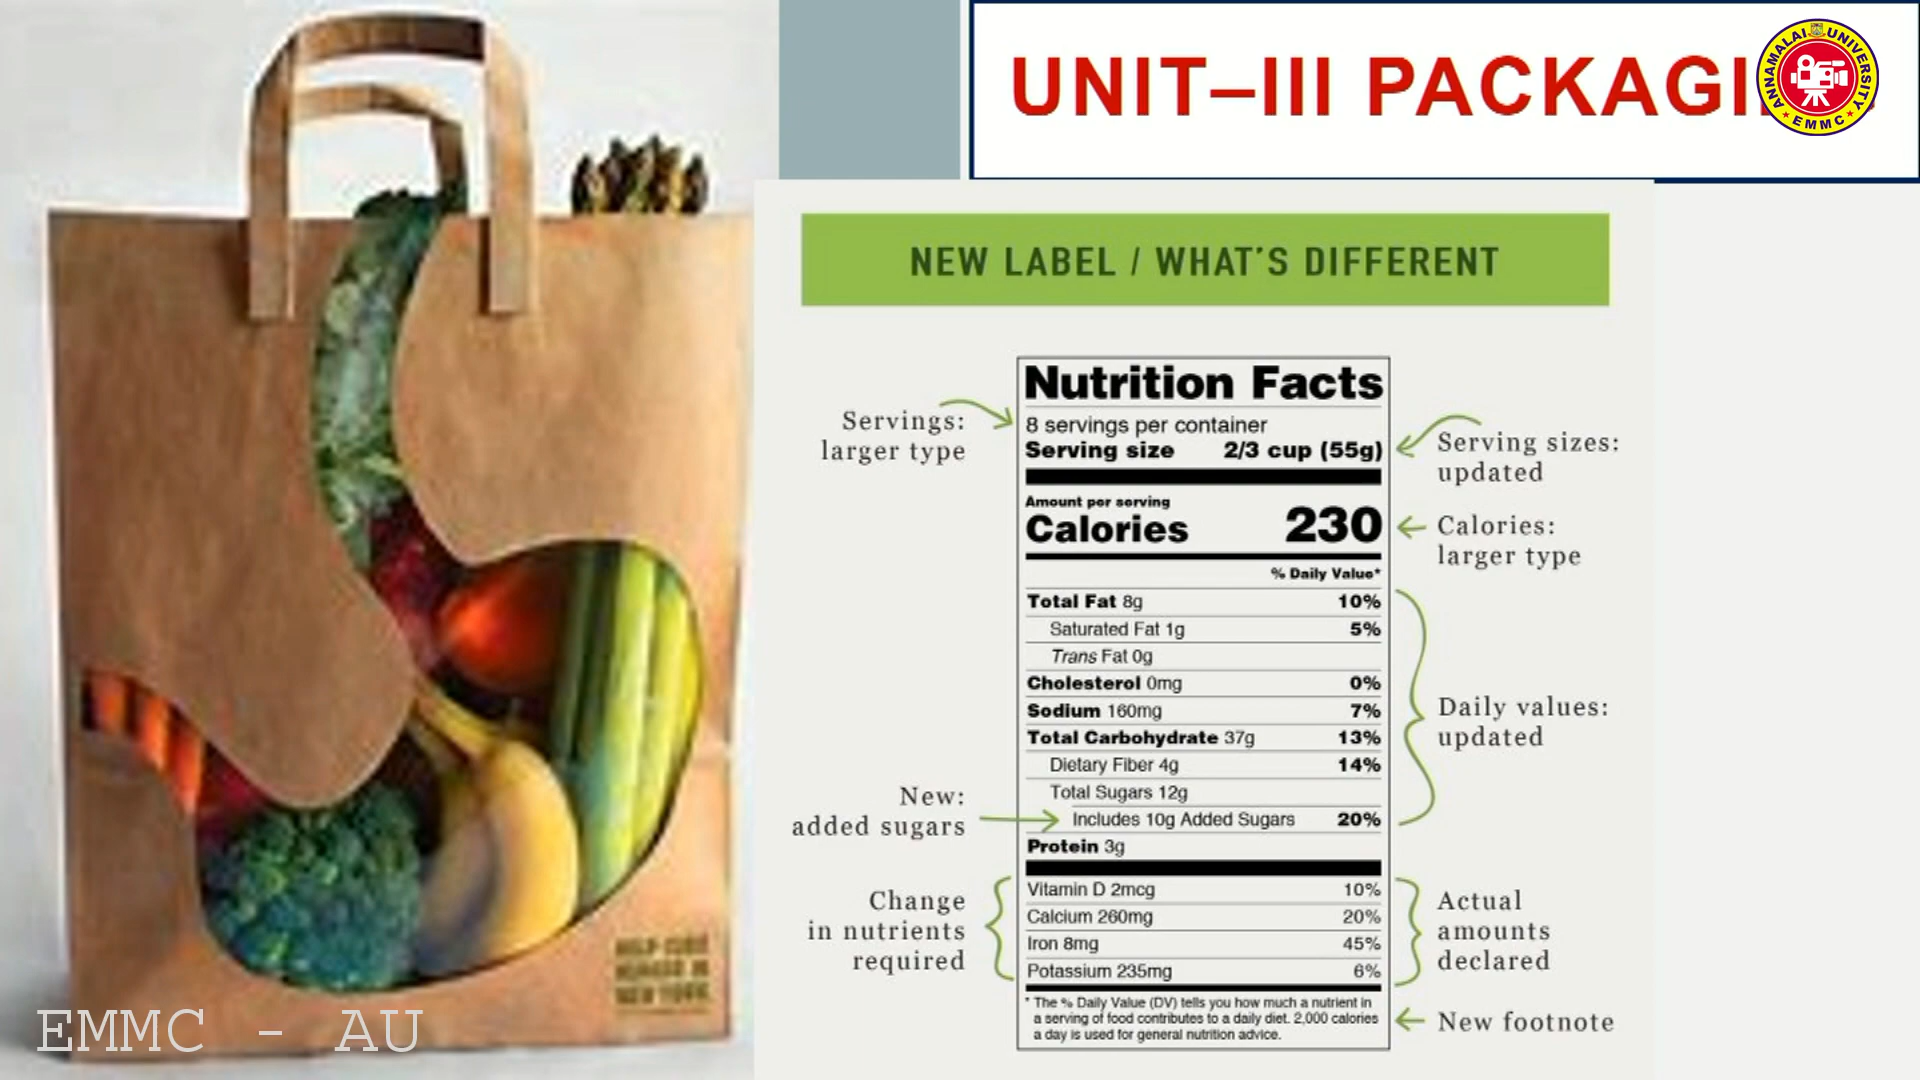 UNIT–III PACKAGI
ANNAMALAI UNIVERSITY
EMMC
NEW LABEL / WHAT'S DIFFERENT
Servings:
larger type
New:
added sugars
Change
in nutrients
required
Nutrition Facts
8 servings per container
Serving size 2/3 cup (55g)
Amount per serving
Calories 230
% Daily Value*
Total Fat 8g 10%
Saturated Fat 1g 5%
Trans Fat 0g
Cholesterol 0mg 0%
Sodium 160mg 7%
Total Carbohydrate 37g 13%
Dietary Fiber 4g 14%
Total Sugars 12g
Includes 10g Added Sugars 20%
Protein 3g
Vitamin D 2mcg 10%
Calcium 260mg 20%
Iron 8mg 45%
Potassium 235mg 6%
* The % Daily Value (DV) tells you how much a nutrient in
a serving of food contributes to a daily diet. 2,000 calories
a day is used for general nutrition advice.
Serving sizes:
updated
Calories:
larger type
Daily values:
updated
Actual
amounts
declared
New footnote
HELP CURE
HUNGER IN
NEW YORK
EMMC - AU